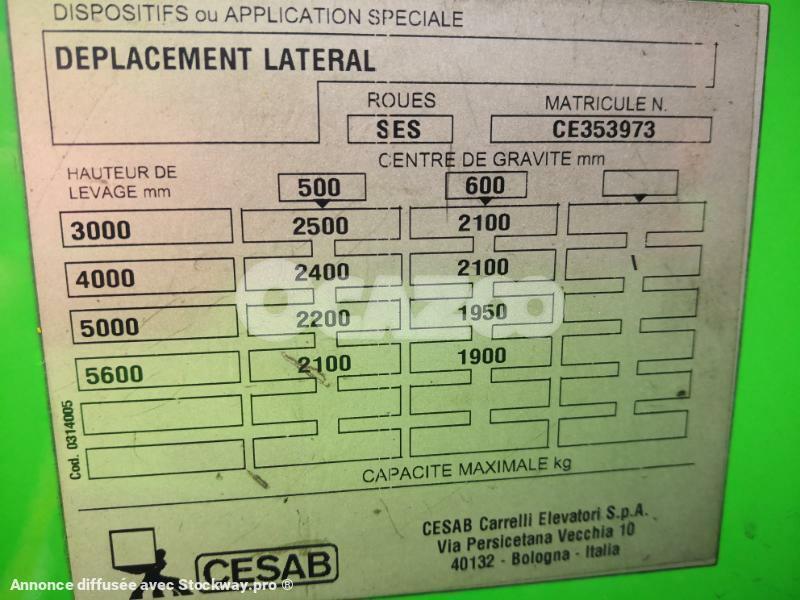 DISPOSITIFS ou APPLICATION SPECIALE
DEPLACEMENT LATERAL
ROUES
MATRICULE N.
SES
CE353973
CENTRE DE GRAVITE mm
HAUTEUR DE
LEVAGE mm
500 600
3000 2500 2100
4000 2400 2100
5000 2200 1950
5600 2100 1900
OCAZOO
Cod. 0314005
CAPACITE MAXIMALE kg
CESAB
CESAB Carrelli Elevatori S.p.A.
Via Persicetana Vecchia 10
40132 - Bologna - Italia
Annonce diffusée avec Stockway.pro ®